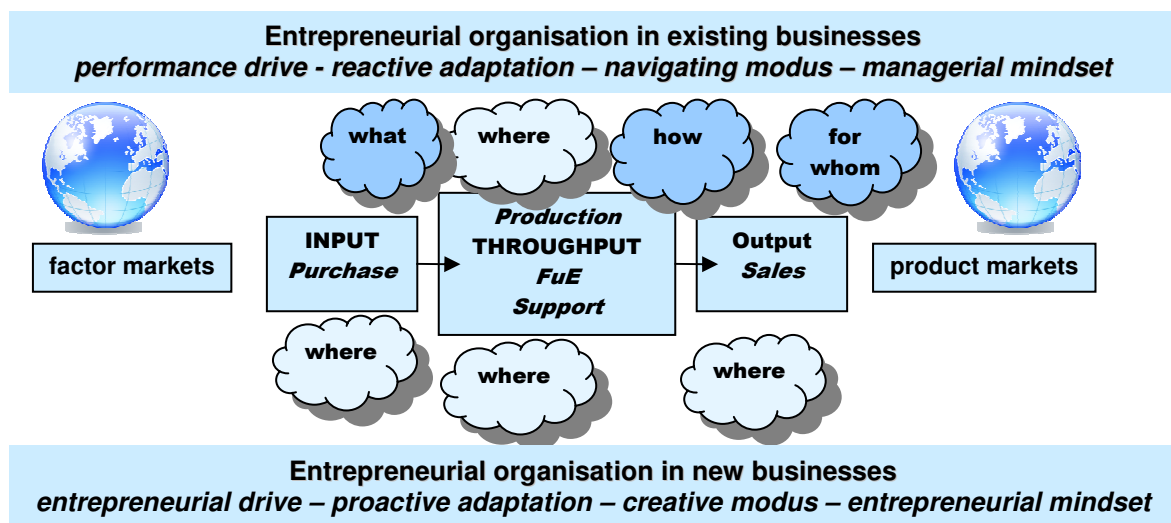 Entrepreneurial organisation in existing businesses
performance drive - reactive adaptation – navigating modus – managerial mindset
what
where
how
for
whom
factor markets
INPUT
Purchase
Production
THROUGHPUT
FuE
Support
Output
Sales
product markets
where
where
where
Entrepreneurial organisation in new businesses
entrepreneurial drive – proactive adaptation – creative modus – entrepreneurial mindset